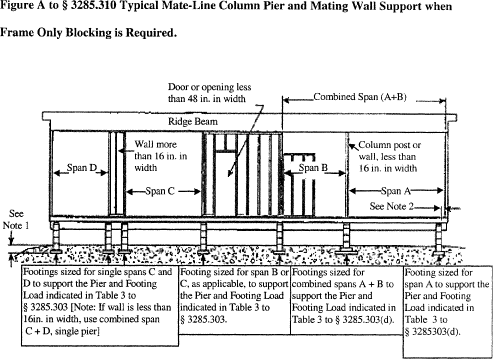 Figure A to § 3285.310 Typical Mate-Line Column Pier and Mating Wall Support when
Frame Only Blocking is Required.
Door or opening less
than 48 in. in width
Combined Span (A+B)
Ridge Beam
Wall more
than 16 in. in
width
Column post or
wall, less than
16 in. in width
Span D
Span C
Span B
Span A
See Note 2
See
Note 1
Footings sized for single spans C and
D to support the Pier and Footing
Load indicated in Table 3 to
§ 3285.303 [Note: If wall is less than
16in. in width, use combined span
C + D, single pier]
Footing sized for span B or
C, as applicable, to support
the Pier and Footing Load
indicated in Table 3 to
§ 3285.303.
Footings sized for
combined spans A + B to
support the Pier and
Footing Load indicated in
Table 3 to § 3285.303(d).
Footing sized for
span A to support the
Pier and Footing
Load indicated in
Table 3 to
§ 3285303(d).